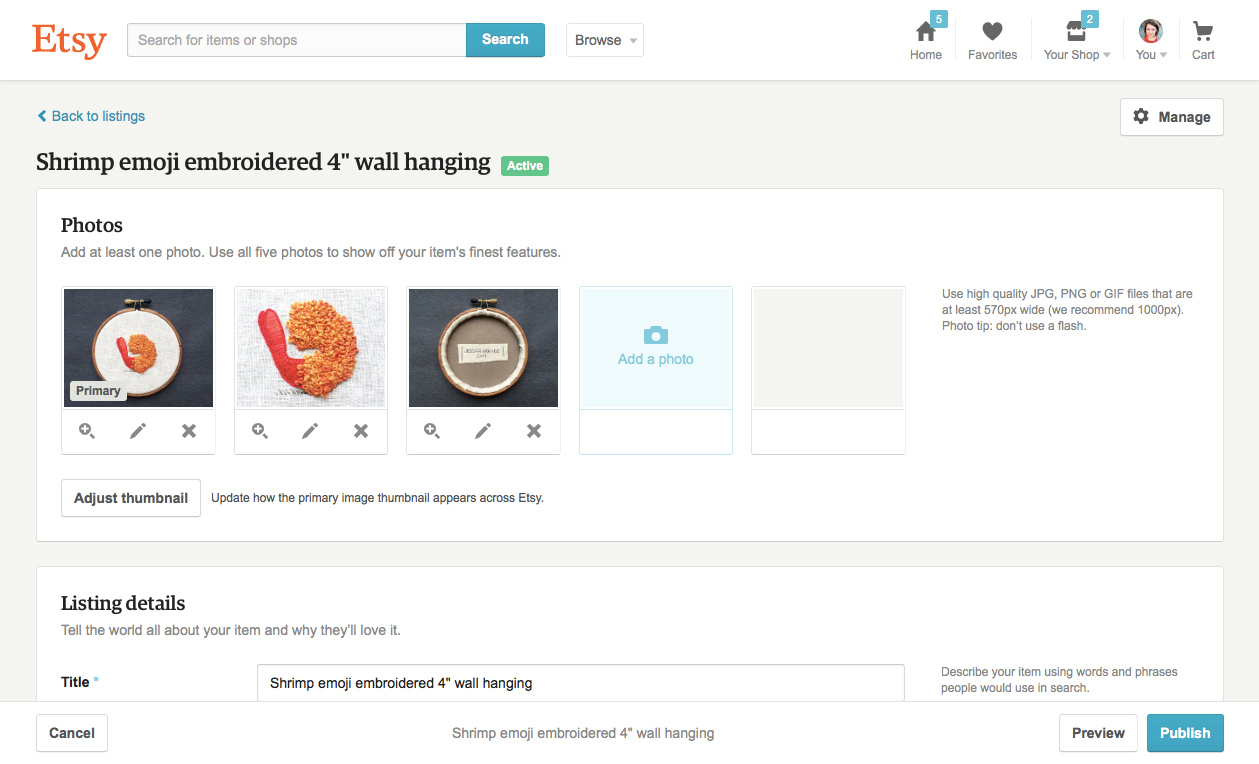 Etsy
Search for items or shops
Search
Browse
5
Home
Favorites
2
Your Shop
You
Cart
Back to listings
Manage
Shrimp emoji embroidered 4" wall hanging
Active
Photos
Add at least one photo. Use all five photos to show off your item's finest features.
Primary
Add a photo
Use high quality JPG, PNG or GIF files that are
at least 570px wide (we recommend 1000px).
Photo tip: don't use a flash.
Adjust thumbnail
Update how the primary image thumbnail appears across Etsy.
Listing details
Tell the world all about your item and why they'll love it.
Title *
Shrimp emoji embroidered 4" wall hanging
Describe your item using words and phrases
people would use in search.
Cancel
Shrimp emoji embroidered 4" wall hanging
Preview
Publish